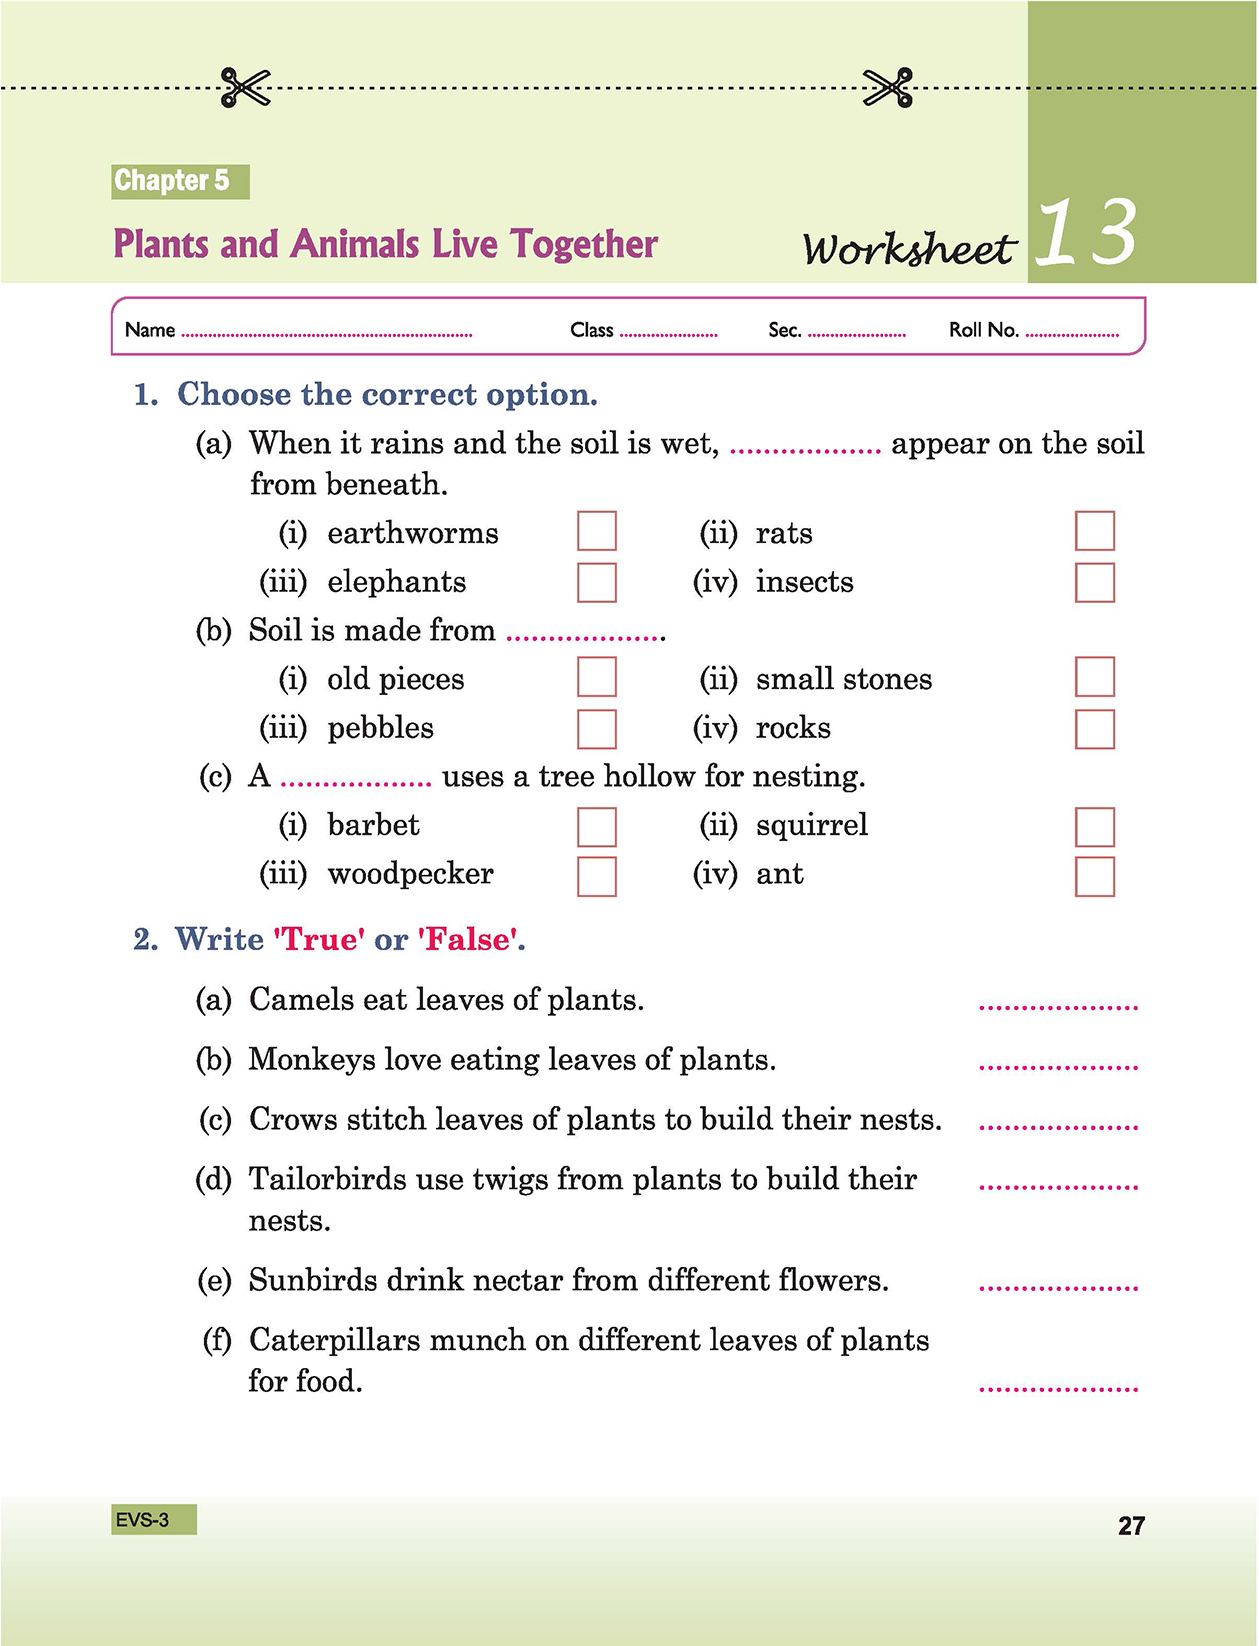 Chapter 5
Plants and Animals Live Together
Worksheet 13
Name ........................ Class ........................ Sec. ........................ Roll No. ........................
1. Choose the correct option.
(a) When it rains and the soil is wet, .................. appear on the soil
from beneath.
(i) earthworms (ii) rats
(iii) elephants (iv) insects
(b) Soil is made from ...................
(i) old pieces (ii) small stones
(iii) pebbles (iv) rocks
(c) A .................. uses a tree hollow for nesting.
(i) barbet (ii) squirrel
(iii) woodpecker (iv) ant
2. Write 'True' or 'False'.
(a) Camels eat leaves of plants. ...................
(b) Monkeys love eating leaves of plants. ...................
(c) Crows stitch leaves of plants to build their nests. ...................
(d) Tailorbirds use twigs from plants to build their ...................
nests.
(e) Sunbirds drink nectar from different flowers. ...................
(f) Caterpillars munch on different leaves of plants
for food. ...................
EVS-3 27